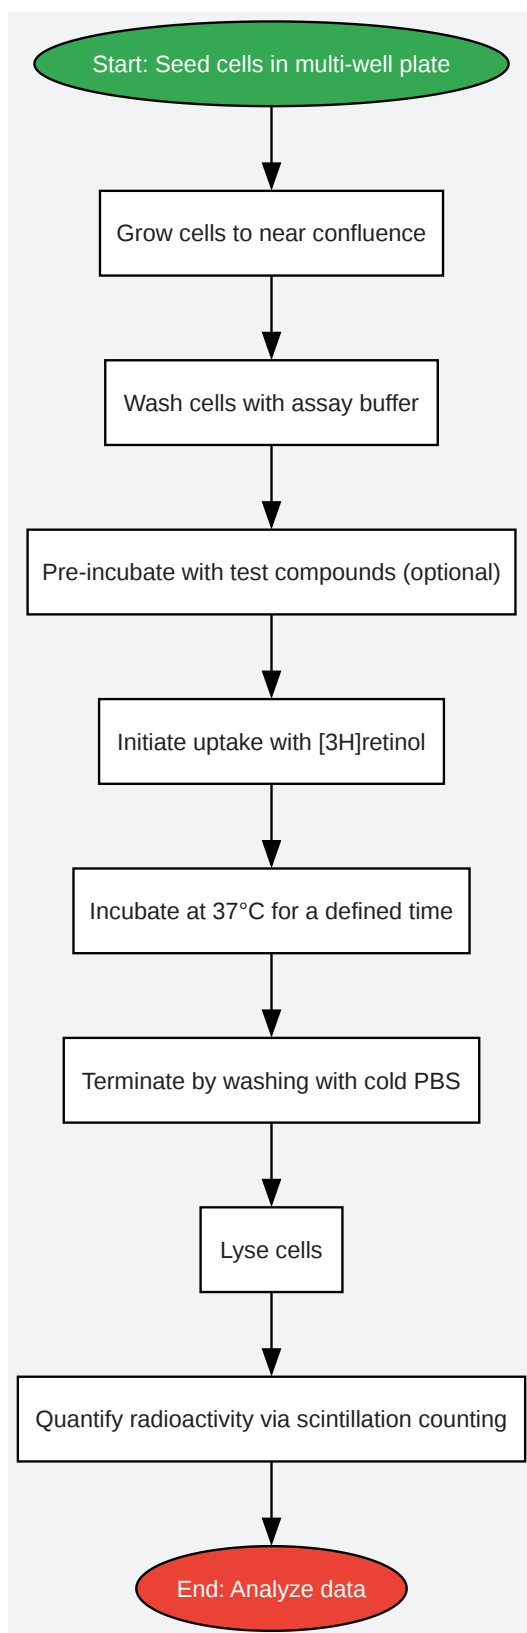 Start: Seed cells in multi-well plate
Grow cells to near confluence
Wash cells with assay buffer
Pre-incubate with test compounds (optional)
Initiate uptake with [3H]retinol
Incubate at 37°C for a defined time
Terminate by washing with cold PBS
Lyse cells
Quantify radioactivity via scintillation counting
End: Analyze data